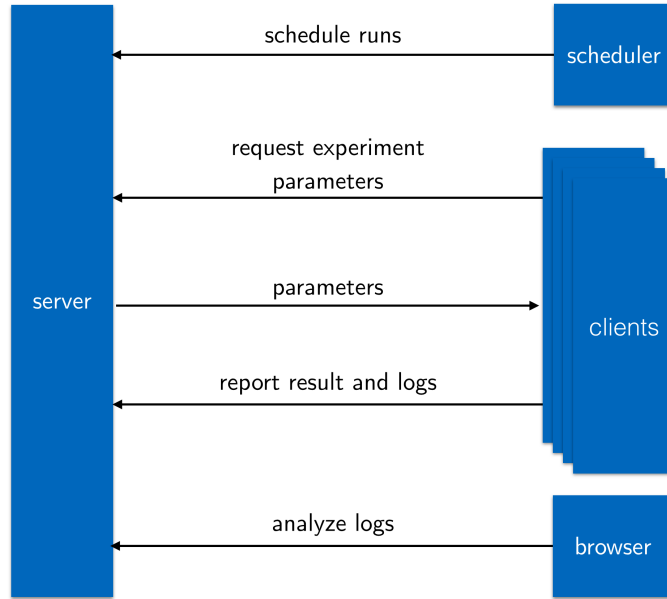 schedule runs
scheduler
request experiment
parameters
parameters
server
clients
report result and logs
analyze logs
browser